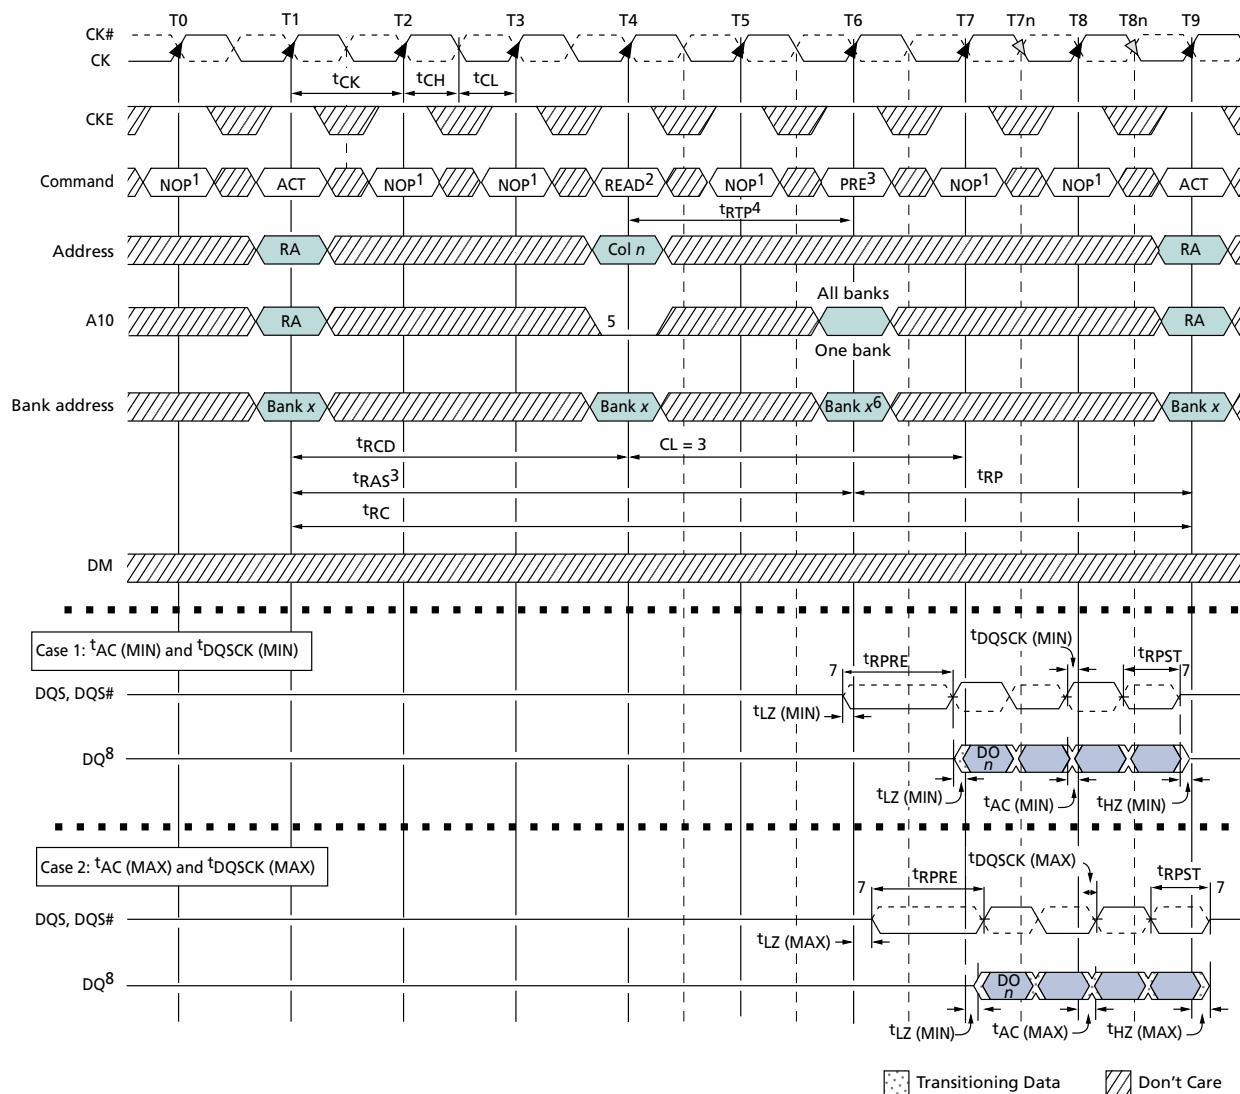 T0 T1 T2 T3 T4 T5 T6 T7 T7n T8 T8n T9
CK#
CK
tCK tCH tCL
CKE
Command NOP1 ACT NOP1 NOP1 READ2 NOP1 PRE3 NOP1 NOP1 ACT
tRTP4
Address RA Col n RA
All banks
A10 RA 5 RA
One bank
Bank address Bank x Bank x Bank x6 Bank x
tRCD CL = 3
tRAS3 tRP
tRC
DM
Case 1: tAC (MIN) and tDQSCK (MIN)
tDQSCK (MIN)
7 tRPRE tRPST 7
DQS, DQS#
tLZ (MIN)
DQ8 DO n
tLZ (MIN) tAC (MIN) tHZ (MIN)
Case 2: tAC (MAX) and tDQSCK (MAX)
tDQSCK (MAX)
7 tRPRE tRPST 7
DQS, DQS#
tLZ (MAX)
DQ8 DO n
tLZ (MIN) tAC (MAX) tHZ (MAX)
Transitioning Data Don't Care